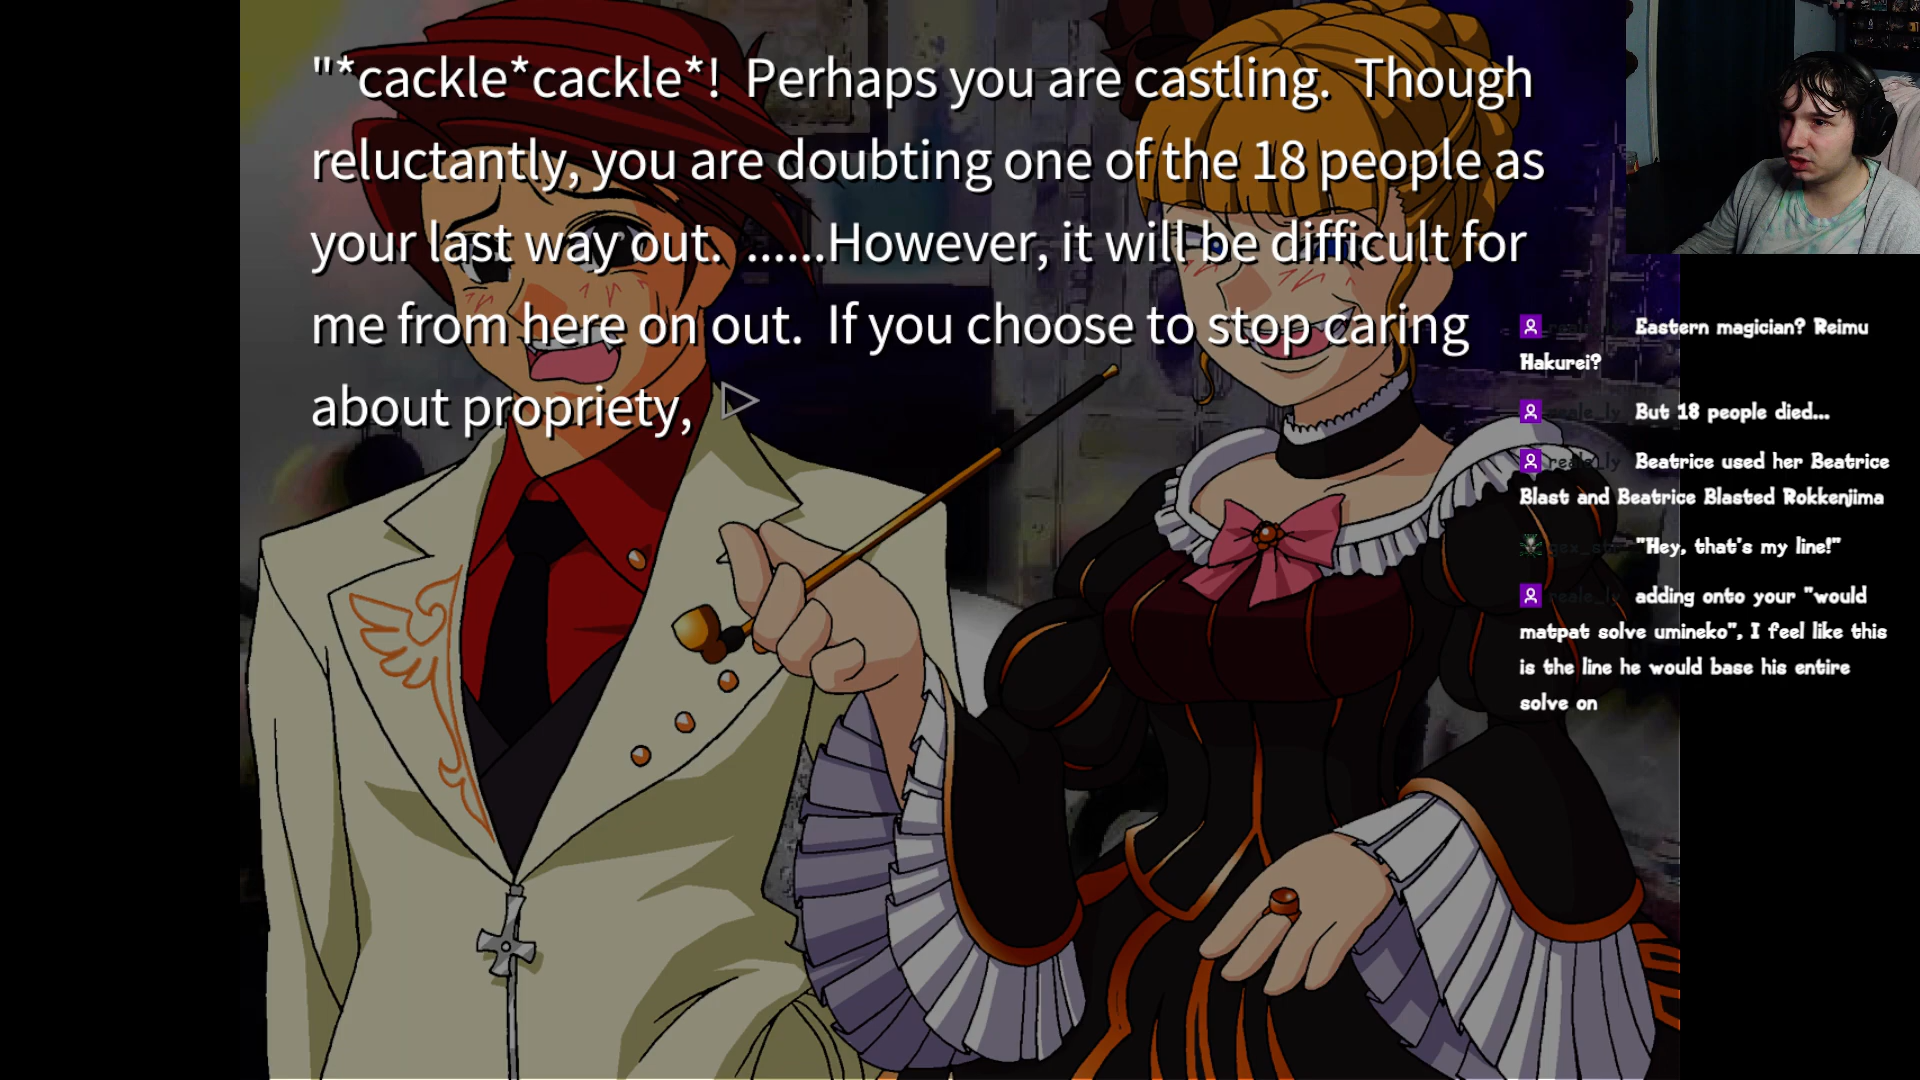 "*cackle*cackle*!  Perhaps you are castling.  Though
reluctantly, you are doubting one of the 18 people as
your last way out.  ......However, it will be difficult for
me from here on out.  If you choose to stop caring
about propriety,
Eastern magician? Reimu
Hakurei?
reale_ly But 18 people died...
reale_ly Beatrice used her Beatrice
Blast and Beatrice Blasted Rokkenjima
"Hey, that's my line!"
reale_ly adding onto your "would
matpat solve umineko", I feel like this
is the line he would base his entire
solve on